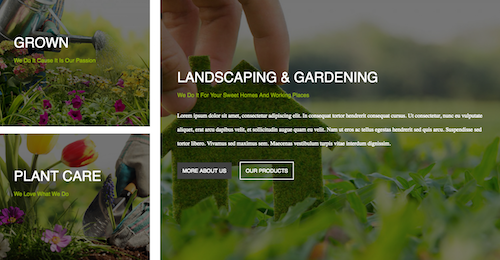 GROWN
We Do It Cause It Is Our Passion
PLANT CARE
We Love What We Do
LANDSCAPING & GARDENING
We Do It For Your Sweet Homes And Working Places
Lorem ipsum dolor sit amet, consectetur adipiscing elit. In consequat tortor hendrerit consequat cursus. Ut consectetur, nunc eu vulputate
aliquet, erat arcu dapibus velit, et sollicitudin augue quam eu velit. Nam ut eros ac tellus egestas hendrerit sed quis arcu. Suspendisse sed
tortor libero. Vivamus sed maximus sem. Maecenas vestibulum turpis vitae interdum dignissim.
MORE ABOUT US
OUR PRODUCTS